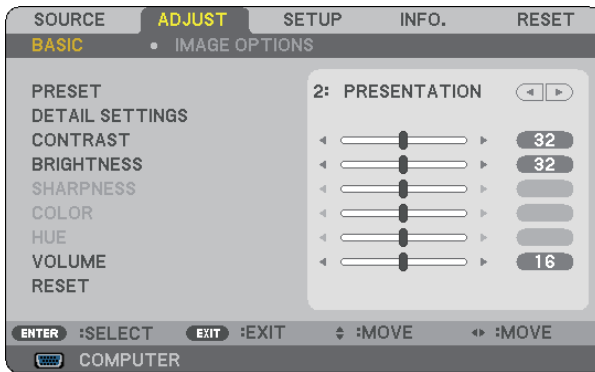 SOURCE ADJUST SETUP INFO. RESET
BASIC • IMAGE OPTIONS
PRESET 2: PRESENTATION
DETAIL SETTINGS
CONTRAST 32
BRIGHTNESS 32
SHARPNESS
COLOR
HUE
VOLUME 16
RESET
ENTER :SELECT EXIT :EXIT :MOVE :MOVE
COMPUTER